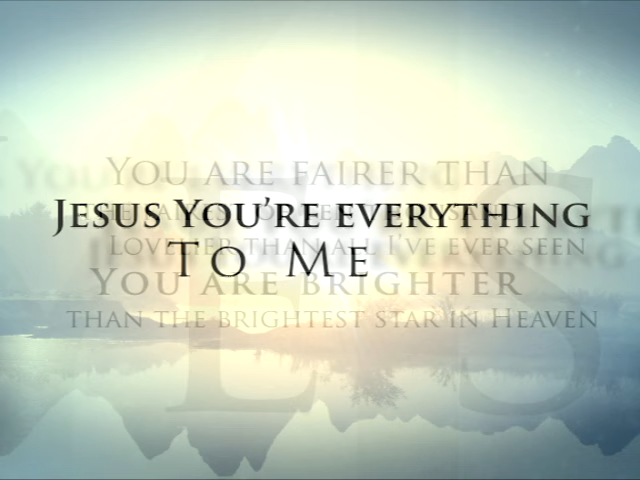 You are fairer than
Jesus You're everything
Lovelier than all I've ever seen
To Me
You are brighter
than the brightest star in Heaven